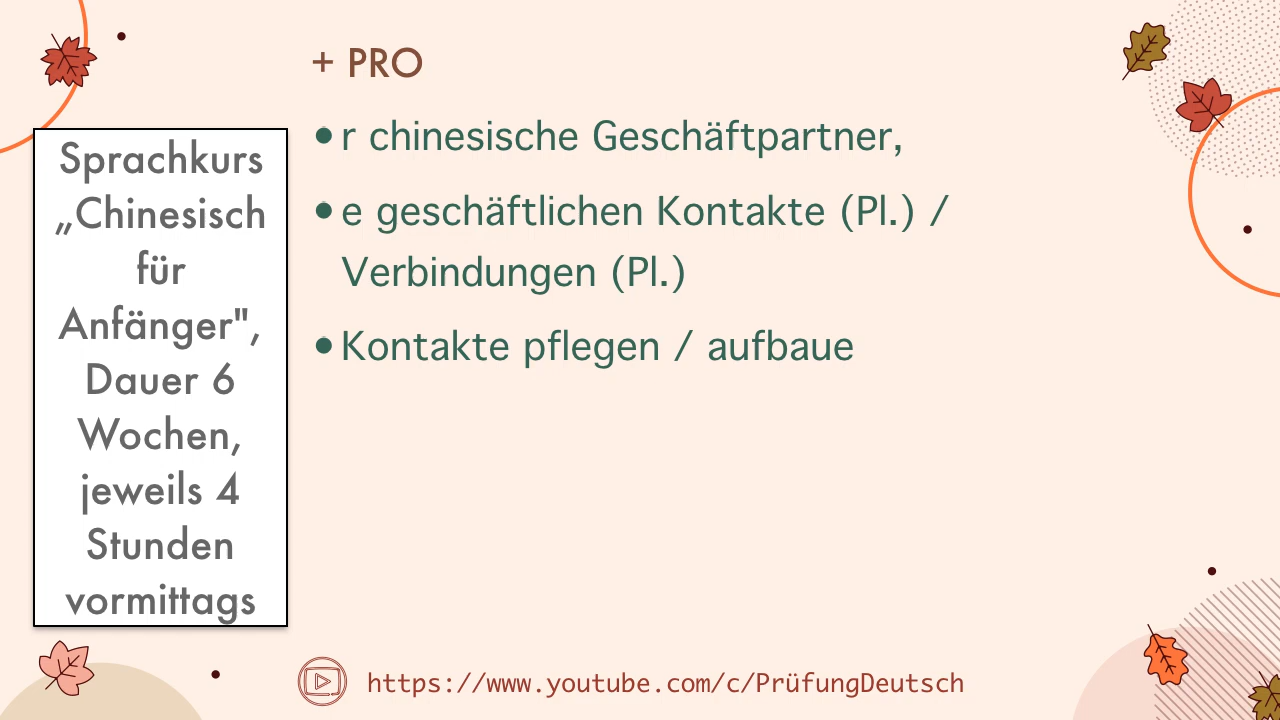 + PRO
Sprachkurs
„Chinesisch
für
Anfänger",
Dauer 6
Wochen,
jeweils 4
Stunden
vormittags
• r chinesische Geschäftpartner,
• e geschäftlichen Kontakte (Pl.) /
Verbindungen (Pl.)
• Kontakte pflegen / aufbaue
https://www.youtube.com/c/PrüfungDeutsch